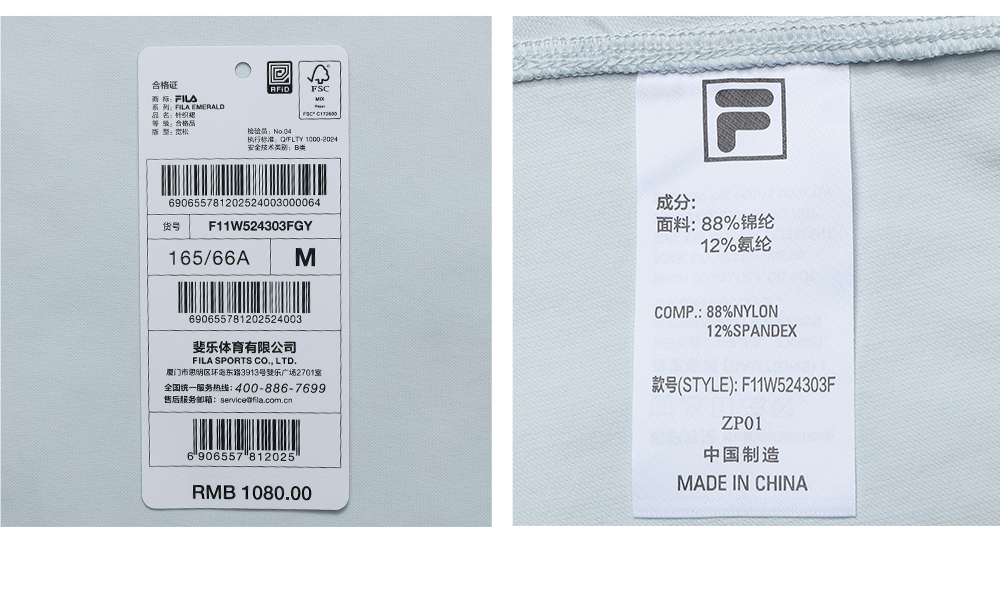 合格证
RFiD
FSC
MIX
Paper
FSC® C172600
商 标: FILA
系 列: FILA EMERALD
品 名: 针织裙
等 级: 合格品
版 型: 宽松
检验员: No.04
执行标准: Q/FLTY 1000-2024
安全技术类别: B类
690655781202524003000064
货号 F11W524303FGY
165/66A M
690655781202524003
斐乐体育有限公司
FILA SPORTS CO., LTD.
厦门市思明区环岛东路3913号斐乐广场2701室
全国统一服务热线: 400-886-7699
售后服务邮箱: service@fila.com.cn
6 906557 812025
RMB 1080.00
F
成分:
面料: 88%锦纶
12%氨纶
COMP.: 88%NYLON
12%SPANDEX
款号(STYLE): F11W524303F
ZP01
中国制造
MADE IN CHINA